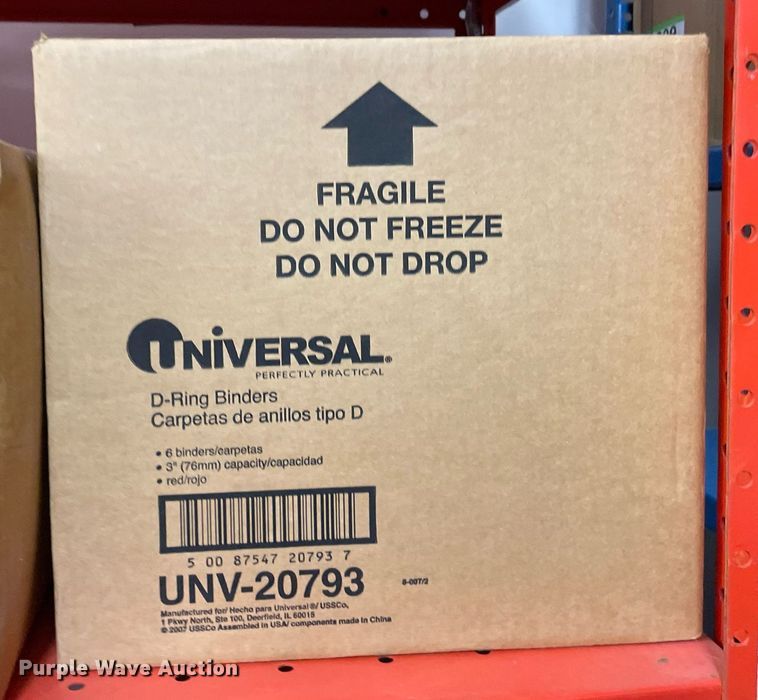 FRAGILE
DO NOT FREEZE
DO NOT DROP
UNIVERSAL®
PERFECTLY PRACTICAL
D-Ring Binders
Carpetas de anillos tipo D
• 6 binders/carpetas
• 3" (76mm) capacity/capacidad
• red/rojo
5 00 87547 20793 7
UNV-20793
8-007/2
Manufactured for/ Hecho para Universal ®/ USSCo,
1 Pkwy North, Ste 100, Deerfield, IL 60015
© 2007 USSCo Assembled in USA/ components made in China
Purple Wave Auction